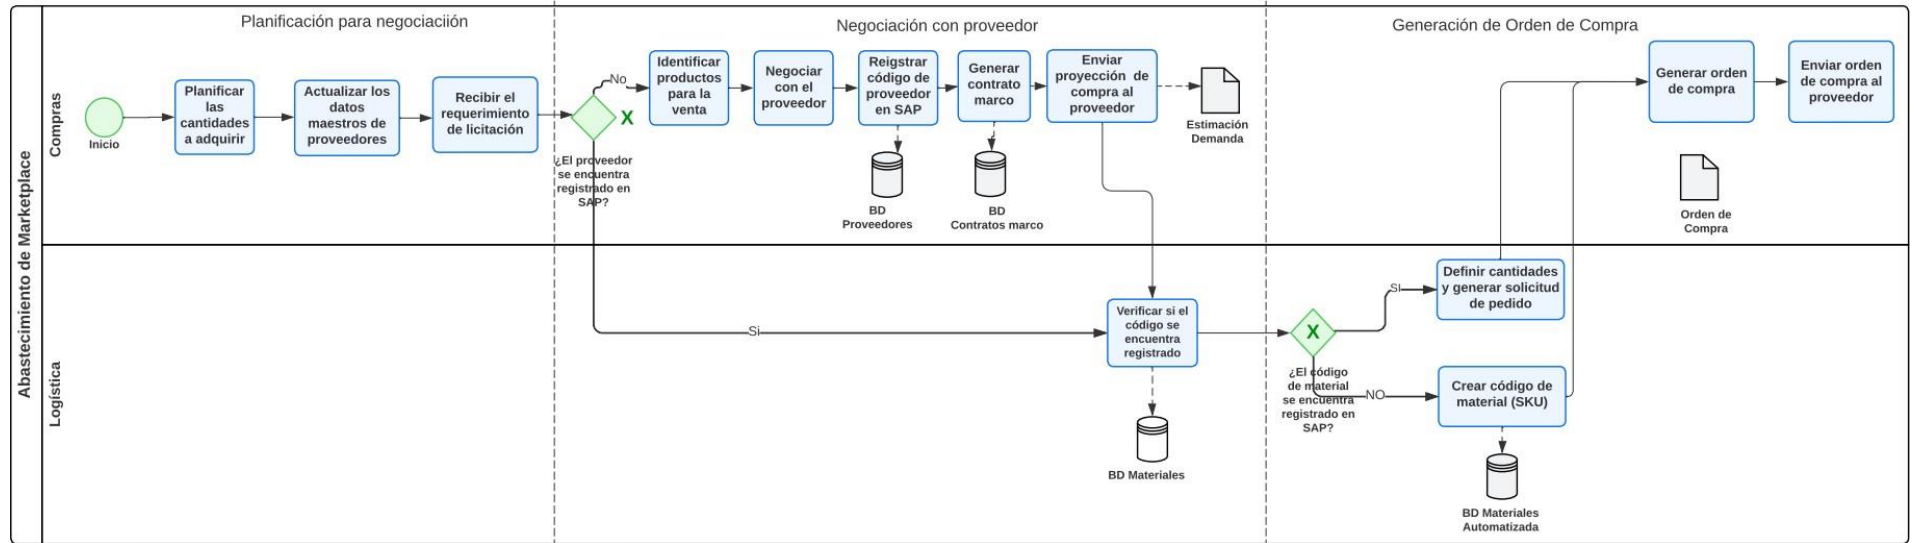 Abastecimiento de Marketplace
Compras
Logística
Planificación para negociaciión
Negociación con proveedor
Generación de Orden de Compra
Inicio
Planificar
las
cantidades
a adquirir
Actualizar los
datos
maestros de
proveedores
Recibir el
requerimiento
de licitación
X
¿El proveedor
se encuentra
registrado en
SAP?
No
Identificar
productos
para la
venta
Negociar
con el
proveedor
Reigstrar
código de
proveedor
en SAP
BD
Proveedores
Generar
contrato
marco
BD
Contratos marco
Enviar
proyección de
compra al
proveedor
Estimación
Demanda
Si
Verificar si el
código se
encuentra
registrado
BD Materiales
X
¿El código
de material
se encuentra
registrado en
SAP?
SI
Definir cantidades
y generar solicitud
de pedido
NO
Crear código de
material (SKU)
BD Materiales
Automatizada
Generar orden
de compra
Enviar orden
de compra al
proveedor
Orden de
Compra